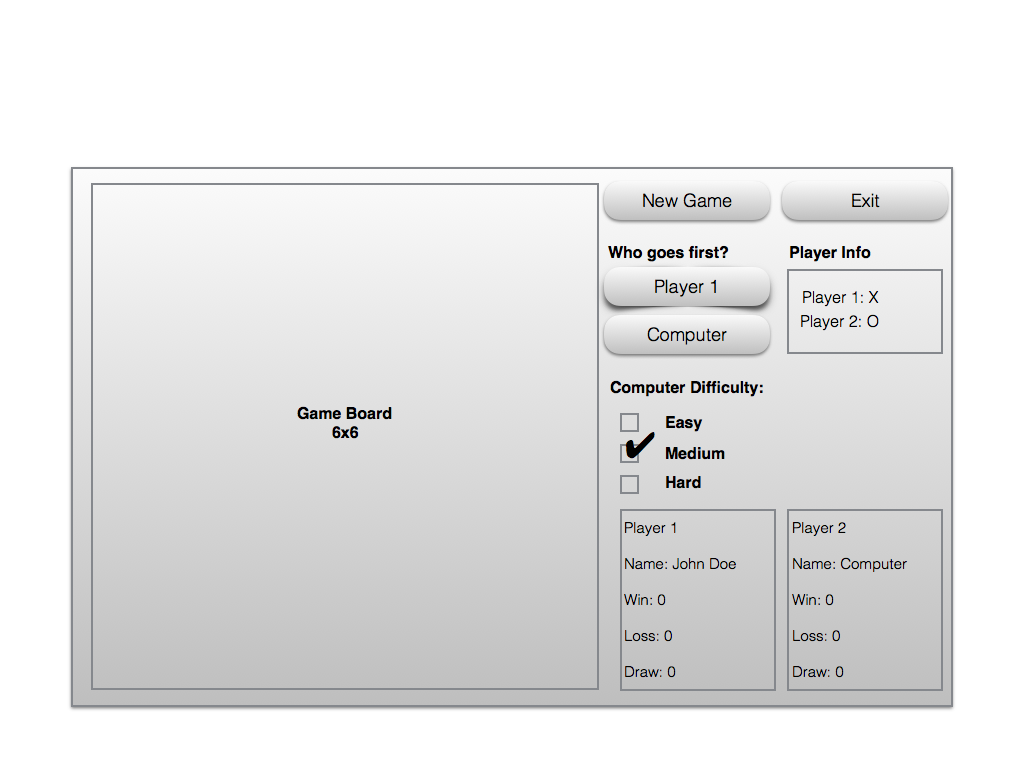 New Game
Exit
Who goes first?
Player Info
Player 1
Computer
Player 1: X
Player 2: O
Game Board
6x6
Computer Difficulty:
Easy
Medium
Hard
Player 1
Name: John Doe
Win: 0
Loss: 0
Draw: 0
Player 2
Name: Computer
Win: 0
Loss: 0
Draw: 0